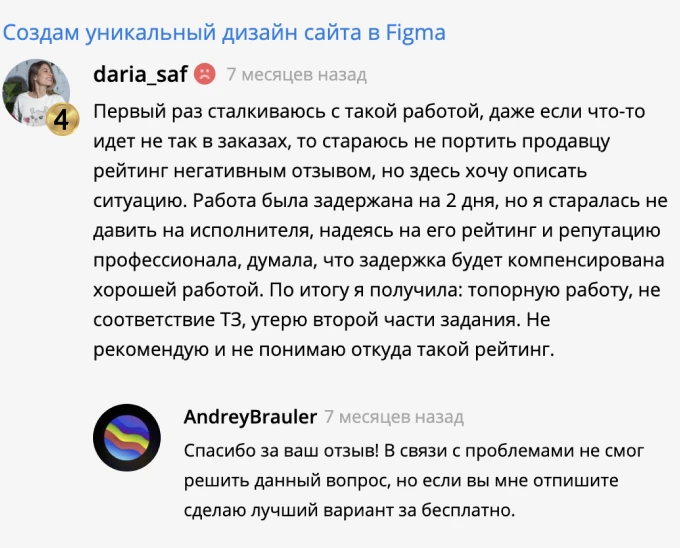 Создам уникальный дизайн сайта в Figma
daria_saf 7 месяцев назад
4
Первый раз сталкиваюсь с такой работой, даже если что-то
идет не так в заказах, то стараюсь не портить продавцу
рейтинг негативным отзывом, но здесь хочу описать
ситуацию. Работа была задержана на 2 дня, но я старалась не
давить на исполнителя, надеясь на его рейтинг и репутацию
профессионала, думала, что задержка будет компенсирована
хорошей работой. По итогу я получила: топорную работу, не
соответствие ТЗ, утерю второй части задания. Не
рекомендую и не понимаю откуда такой рейтинг.
AndreyBrauler 7 месяцев назад
Спасибо за ваш отзыв! В связи с проблемами не смог
решить данный вопрос, но если вы мне отпишите
сделаю лучший вариант за бесплатно.